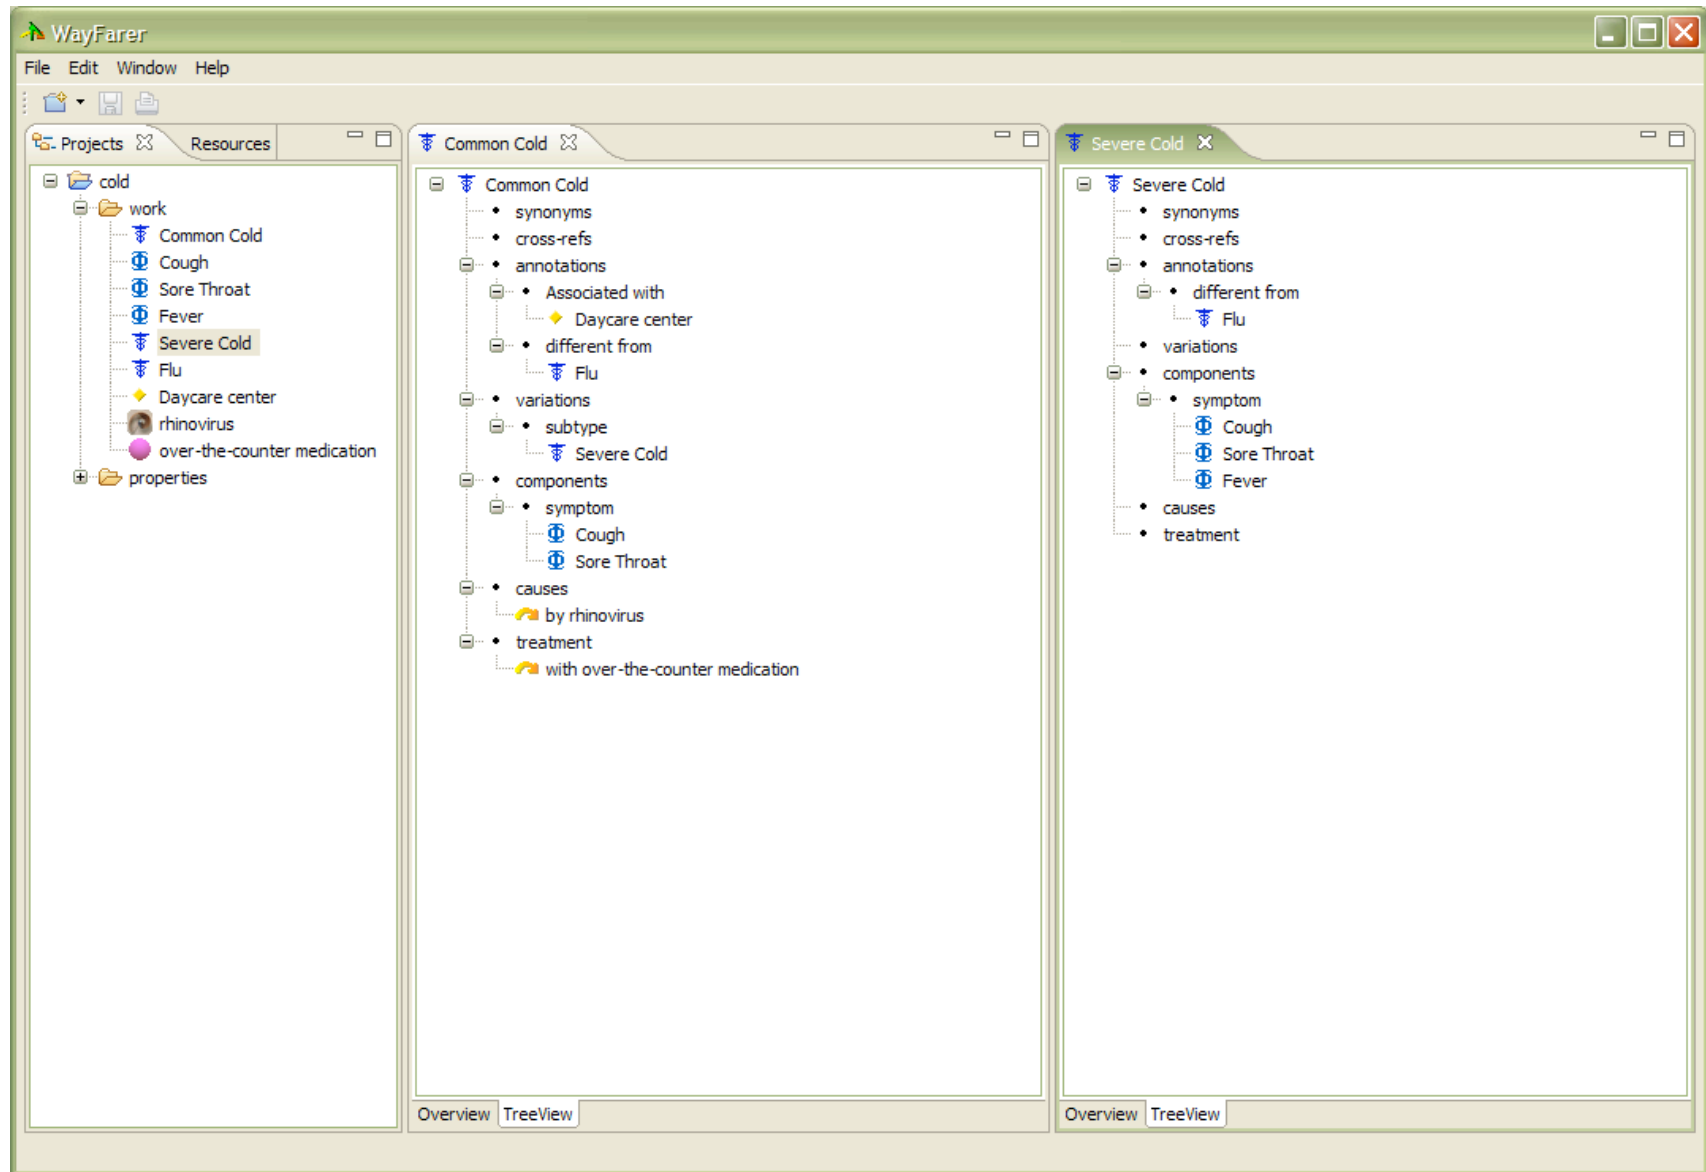 WayFarer
File Edit Window Help
Projects Resources
cold
work
Common Cold
Cough
Sore Throat
Fever
Severe Cold
Flu
Daycare center
rhinovirus
over-the-counter medication
properties
Common Cold
Common Cold
synonyms
cross-refs
annotations
Associated with
Daycare center
different from
Flu
variations
subtype
Severe Cold
components
symptom
Cough
Sore Throat
causes
by rhinovirus
treatment
with over-the-counter medication
Overview TreeView
Severe Cold
Severe Cold
synonyms
cross-refs
annotations
different from
Flu
variations
components
symptom
Cough
Sore Throat
Fever
causes
treatment
Overview TreeView